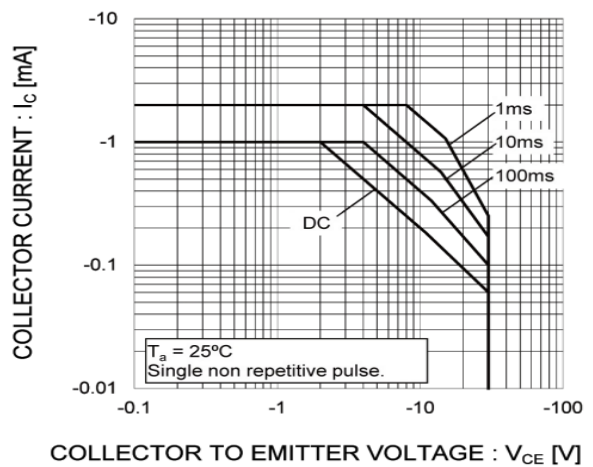 -10
-1
-0.1
-0.01
COLLECTOR CURRENT : IC [mA]
1ms
10ms
100ms
DC
Ta = 25ºC
Single non repetitive pulse.
-0.1 -1 -10 -100
COLLECTOR TO EMITTER VOLTAGE : VCE [V]